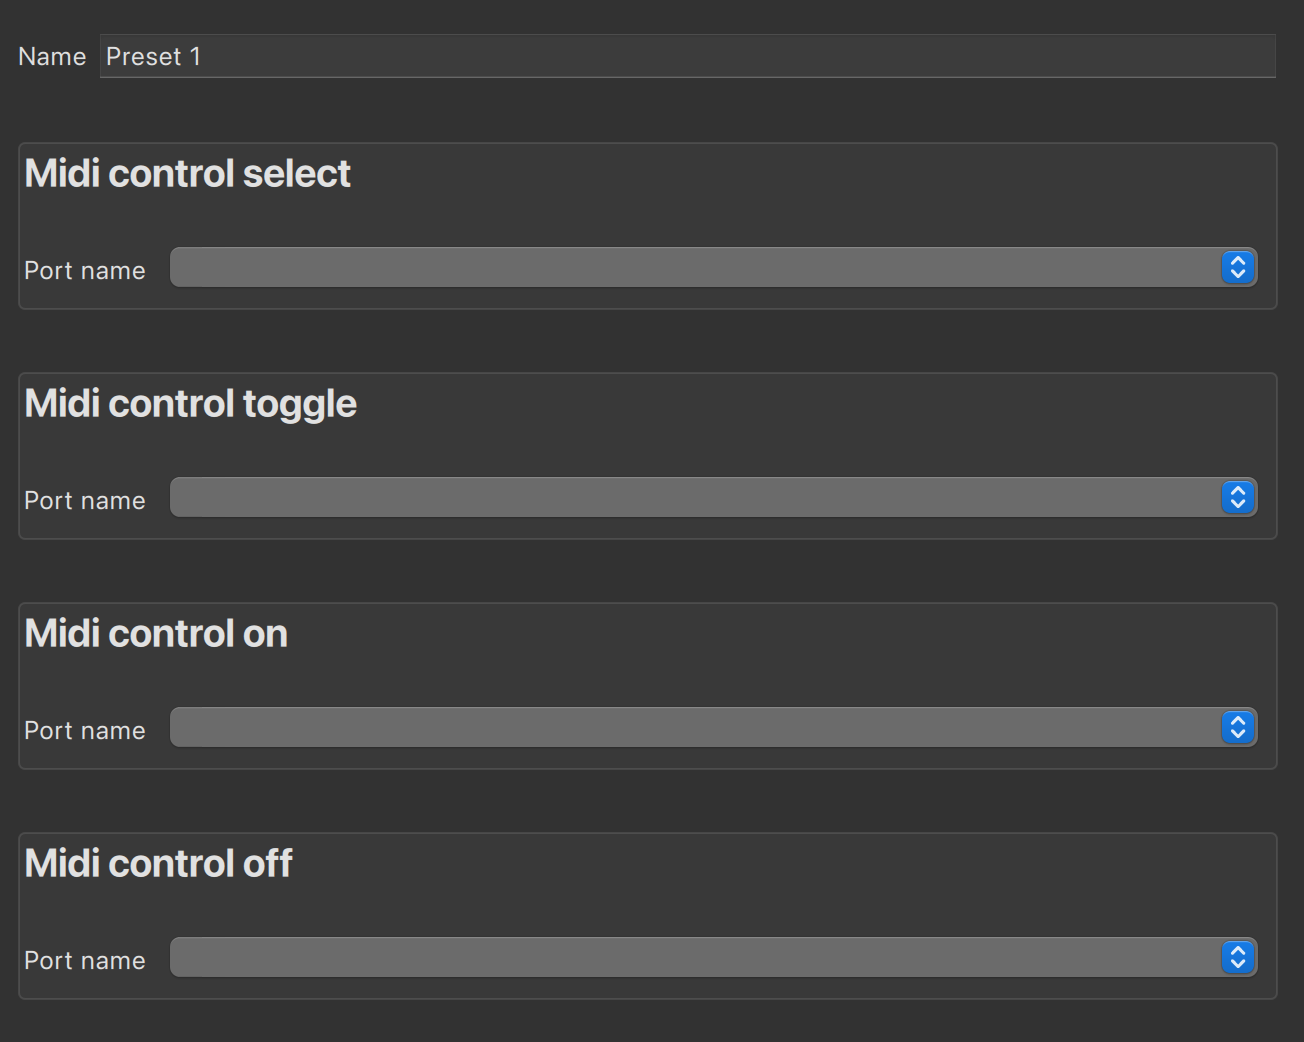 Name Preset 1
Midi control select
Port name
Midi control toggle
Port name
Midi control on
Port name
Midi control off
Port name